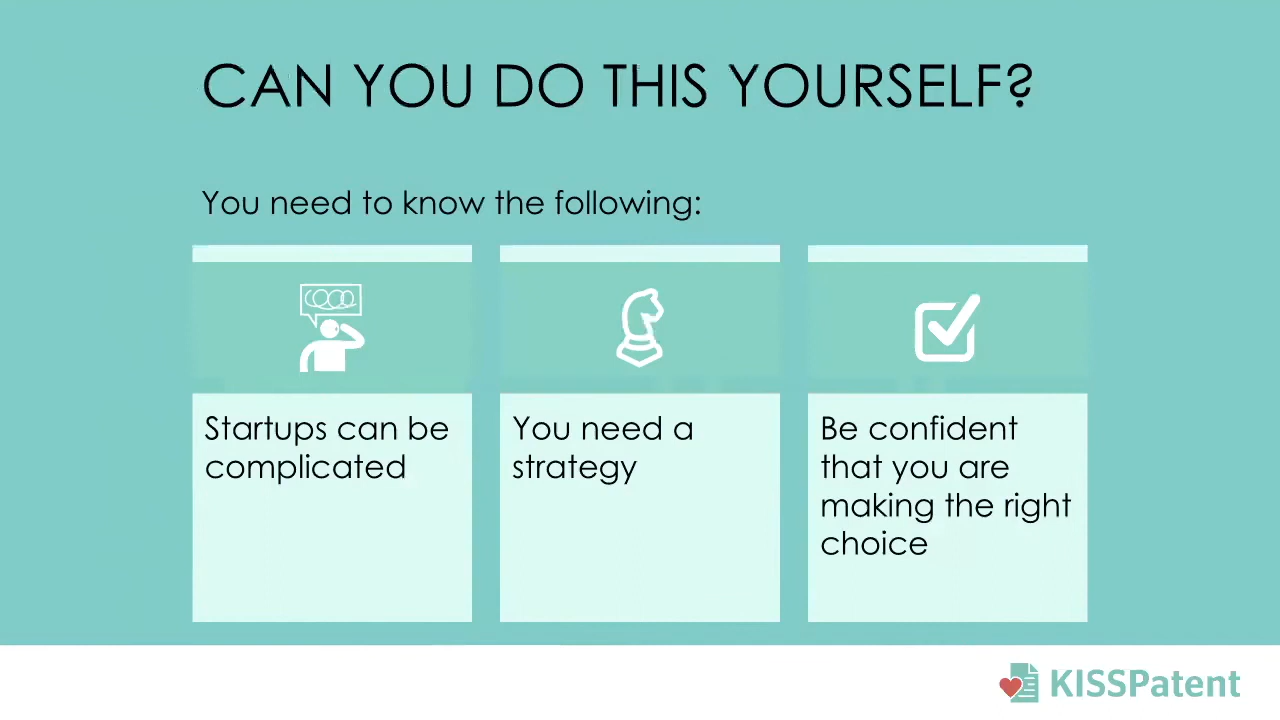 CAN YOU DO THIS YOURSELF?
You need to know the following:
Startups can be
complicated
You need a
strategy
Be confident
that you are
making the right
choice
KISSPatent